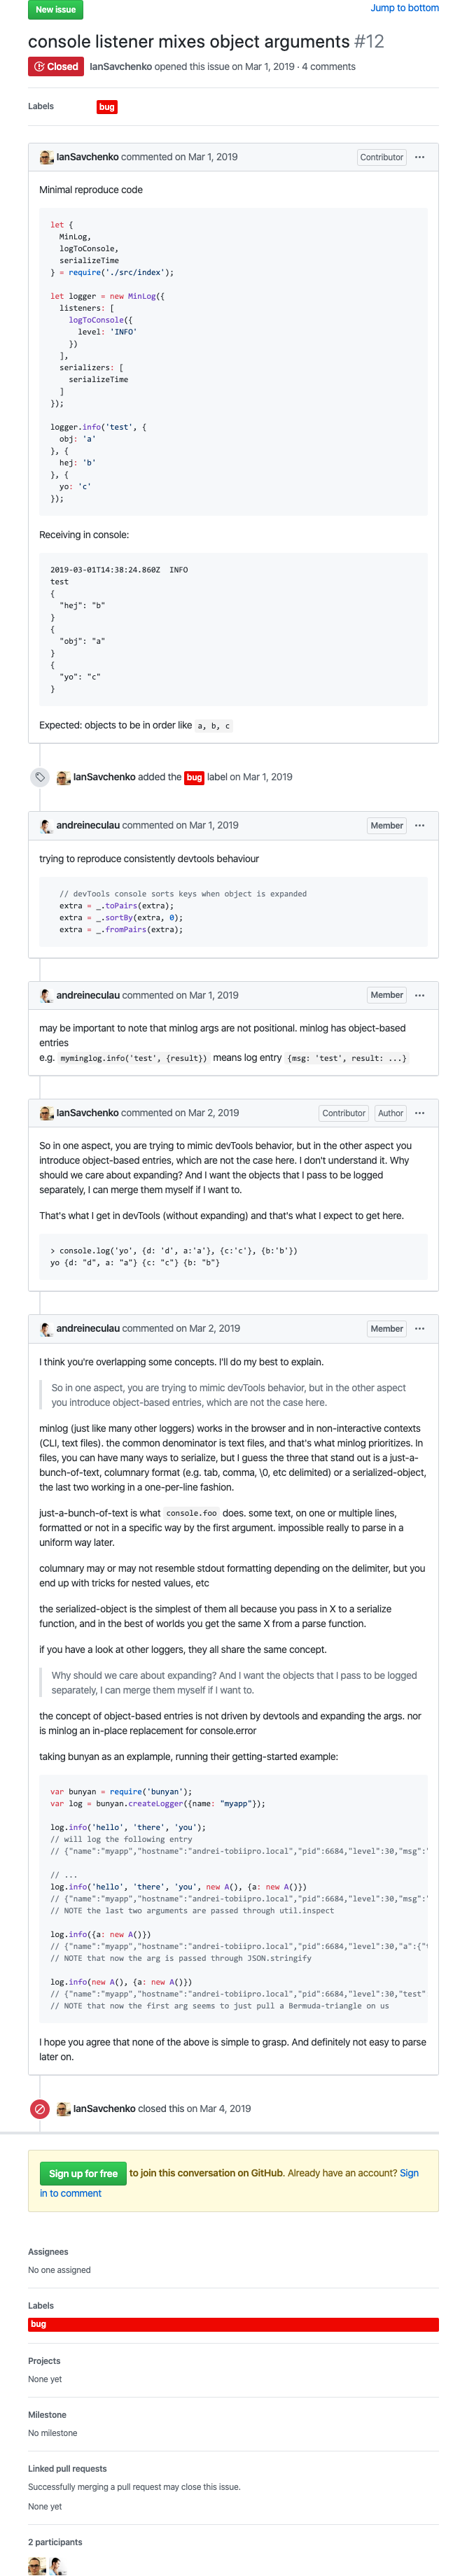 New issue
Jump to bottom
console listener mixes object arguments #12
Closed
IanSavchenko opened this issue on Mar 1, 2019 · 4 comments
Labels
bug
IanSavchenko commented on Mar 1, 2019
Contributor
Minimal reproduce code
let {
  MinLog,
  logToConsole,
  serializeTime
} = require('./src/index');
let logger = new MinLog({
  listeners: [
    logToConsole({
      level: 'INFO'
    })
  ],
  serializers: [
    serializeTime
  ]
});
logger.info('test', {
  obj: 'a'
}, {
  hej: 'b'
}, {
  yo: 'c'
});
Receiving in console:
2019-03-01T14:38:24.860Z  INFO
test
{
  "hej": "b"
}
{
  "obj": "a"
}
{
  "yo": "c"
}
Expected: objects to be in order like a, b, c
IanSavchenko added the bug label on Mar 1, 2019
andreineculau commented on Mar 1, 2019
Member
trying to reproduce consistently devtools behaviour
// devTools console sorts keys when object is expanded
extra = _.toPairs(extra);
extra = _.sortBy(extra, 0);
extra = _.fromPairs(extra);
andreineculau commented on Mar 1, 2019
Member
may be important to note that minlog args are not positional. minlog has object-based
entries
e.g. myminglog.info('test', {result}) means log entry {msg: 'test', result: ...}
IanSavchenko commented on Mar 2, 2019
Contributor
Author
So in one aspect, you are trying to mimic devTools behavior, but in the other aspect you
introduce object-based entries, which are not the case here. I don't understand it. Why
should we care about expanding? And I want the objects that I pass to be logged
separately, I can merge them myself if I want to.
That's what I get in devTools (without expanding) and that's what I expect to get here.
> console.log('yo', {d: 'd', a:'a'}, {c:'c'}, {b:'b'})
yo {d: "d", a: "a"} {c: "c"} {b: "b"}
andreineculau commented on Mar 2, 2019
Member
I think you're overlapping some concepts. I'll do my best to explain.
So in one aspect, you are trying to mimic devTools behavior, but in the other aspect
you introduce object-based entries, which are not the case here.
minlog (just like many other loggers) works in the browser and in non-interactive contexts
(CLI, text files). the common denominator is text files, and that's what minlog prioritizes. In
files, you can have many ways to serialize, but I guess the three that stand out is a just-a-
bunch-of-text, columnary format (e.g. tab, comma, \0, etc delimited) or a serialized-object,
the last two working in a one-per-line fashion.
just-a-bunch-of-text is what console.foo does. some text, on one or multiple lines,
formatted or not in a specific way by the first argument. impossible really to parse in a
uniform way later.
columnary may or may not resemble stdout formatting depending on the delimiter, but you
end up with tricks for nested values, etc
the serialized-object is the simplest of them all because you pass in X to a serialize
function, and in the best of worlds you get the same X from a parse function.
if you have a look at other loggers, they all share the same concept.
Why should we care about expanding? And I want the objects that I pass to be logged
separately, I can merge them myself if I want to.
the concept of object-based entries is not driven by devtools and expanding the args. nor
is minlog an in-place replacement for console.error
taking bunyan as an explample, running their getting-started example:
var bunyan = require('bunyan');
var log = bunyan.createLogger({name: "myapp"});
log.info('hello', 'there', 'you');
// will log the following entry
// {"name":"myapp","hostname":"andrei-tobiipro.local","pid":6684,"level":30,"msg":"
// ...
log.info('hello', 'there', 'you', new A(), {a: new A()})
// {"name":"myapp","hostname":"andrei-tobiipro.local","pid":6684,"level":30,"msg":"
// NOTE the last two arguments are passed through util.inspect
log.info({a: new A()})
// {"name":"myapp","hostname":"andrei-tobiipro.local","pid":6684,"level":30,"a":{"
// NOTE that now the arg is passed through JSON.stringify
log.info(new A(), {a: new A()})
// {"name":"myapp","hostname":"andrei-tobiipro.local","pid":6684,"level":30,"test"
// NOTE that now the first arg seems to just pull a Bermuda-triangle on us
I hope you agree that none of the above is simple to grasp. And definitely not easy to parse
later on.
IanSavchenko closed this on Mar 4, 2019
Sign up for free to join this conversation on GitHub. Already have an account? Sign
in to comment
Assignees
No one assigned
Labels
bug
Projects
None yet
Milestone
No milestone
Linked pull requests
Successfully merging a pull request may close this issue.
None yet
2 participants